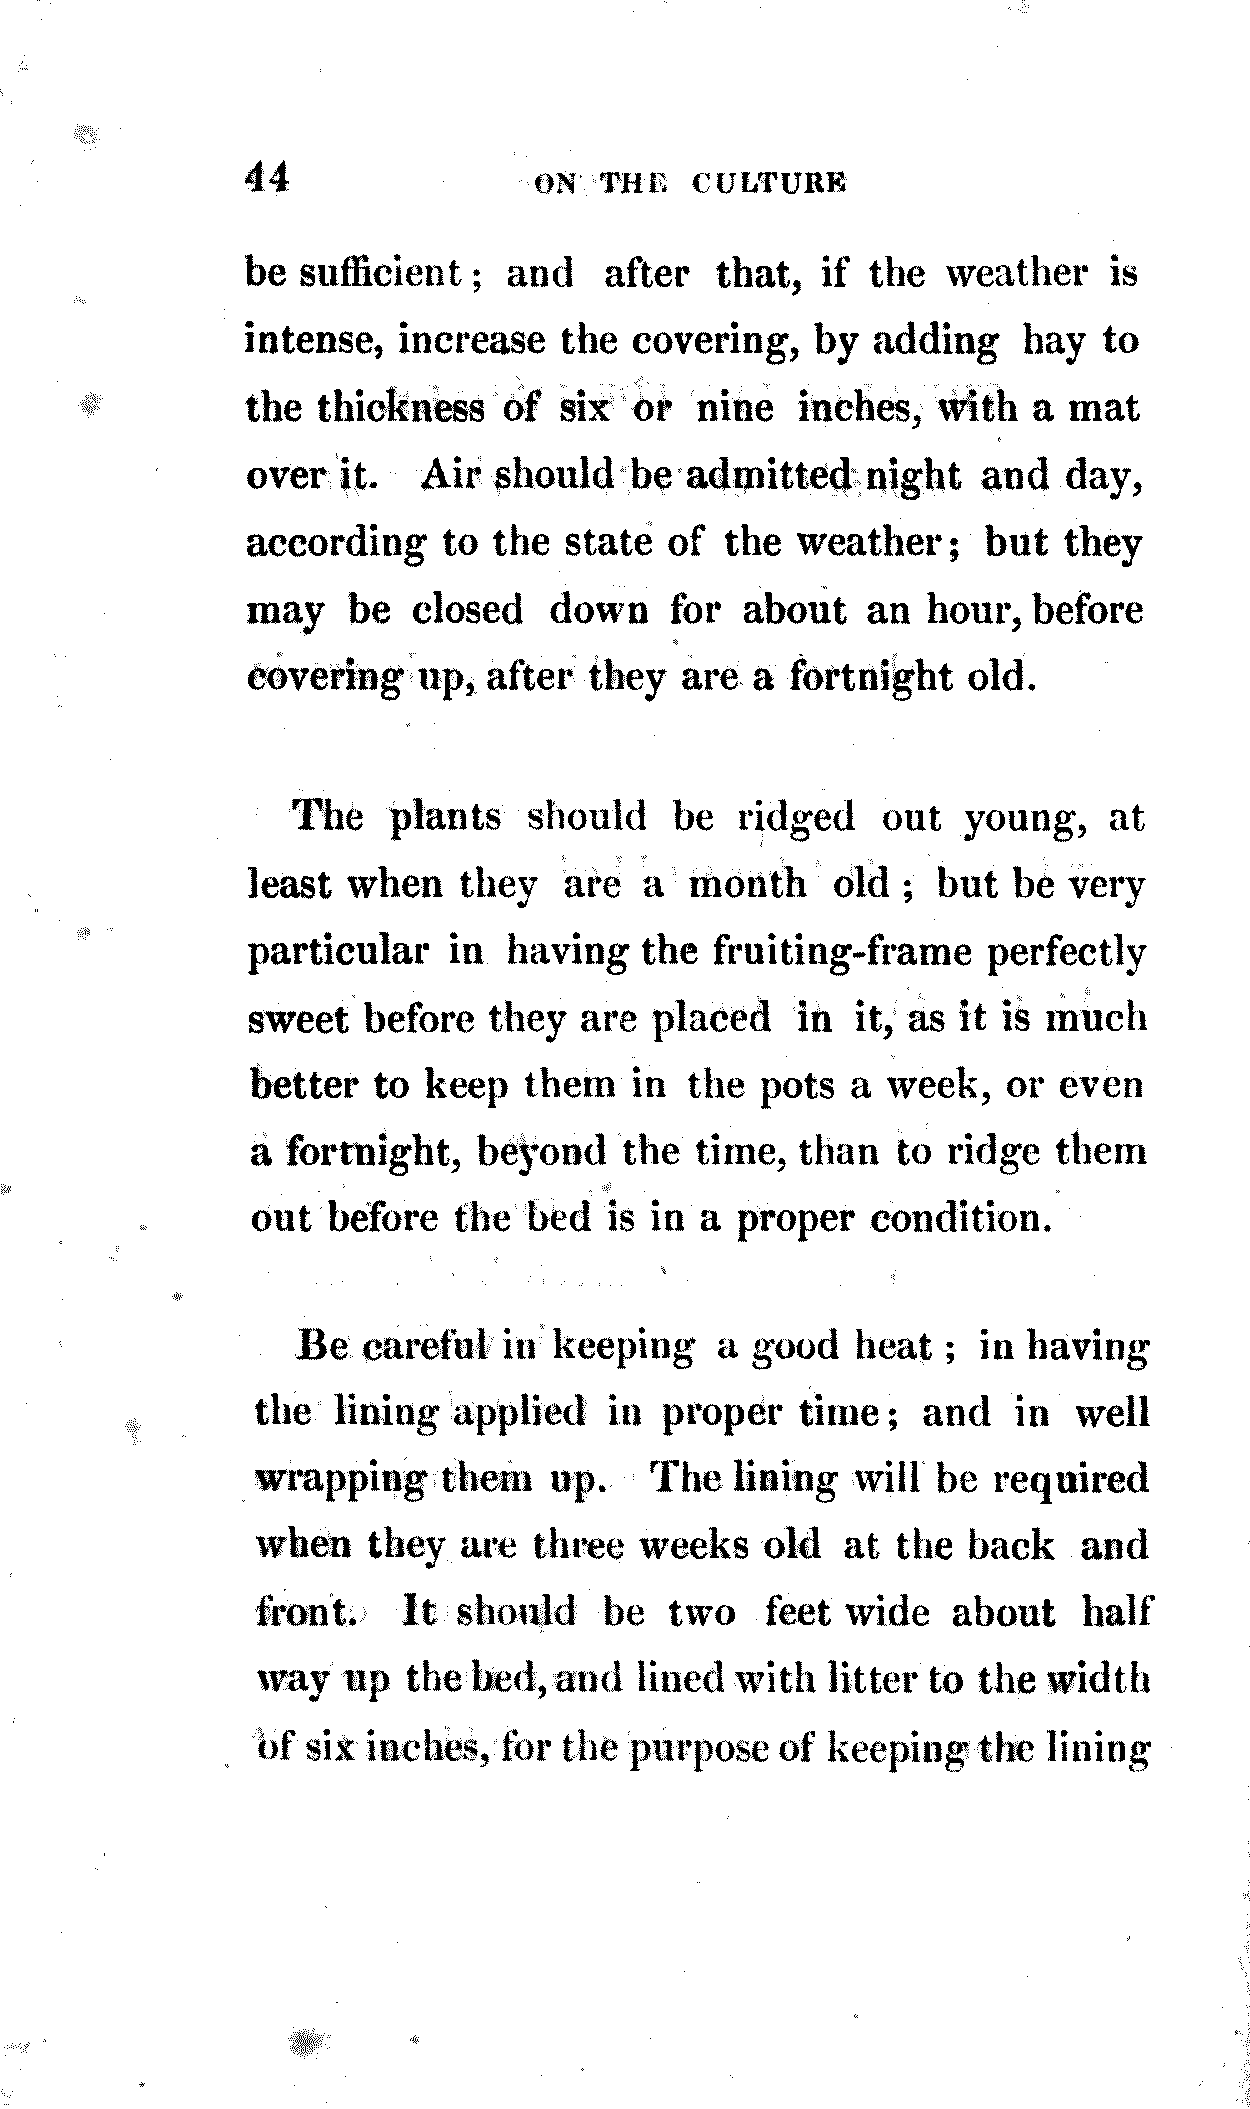 44 ON THE CULTURE
be sufficient; and after that, if the weather is
intense, increase the covering, by adding hay to
the thickness of six or nine inches, with a mat
over it. Air should be admitted night and day,
according to the state of the weather; but they
may be closed down for about an hour, before
covering up, after they are a fortnight old.
The plants should be ridged out young, at
least when they are a month old; but be very
particular in having the fruiting-frame perfectly
sweet before they are placed in it, as it is much
better to keep them in the pots a week, or even
a fortnight, beyond the time, than to ridge them
out before the bed is in a proper condition.
Be careful in keeping a good heat; in having
the lining applied in proper time; and in well
wrapping them up. The lining will be required
when they are three weeks old at the back and
front. It should be two feet wide about half
way up the bed, and lined with litter to the width
of six inches, for the purpose of keeping the lining